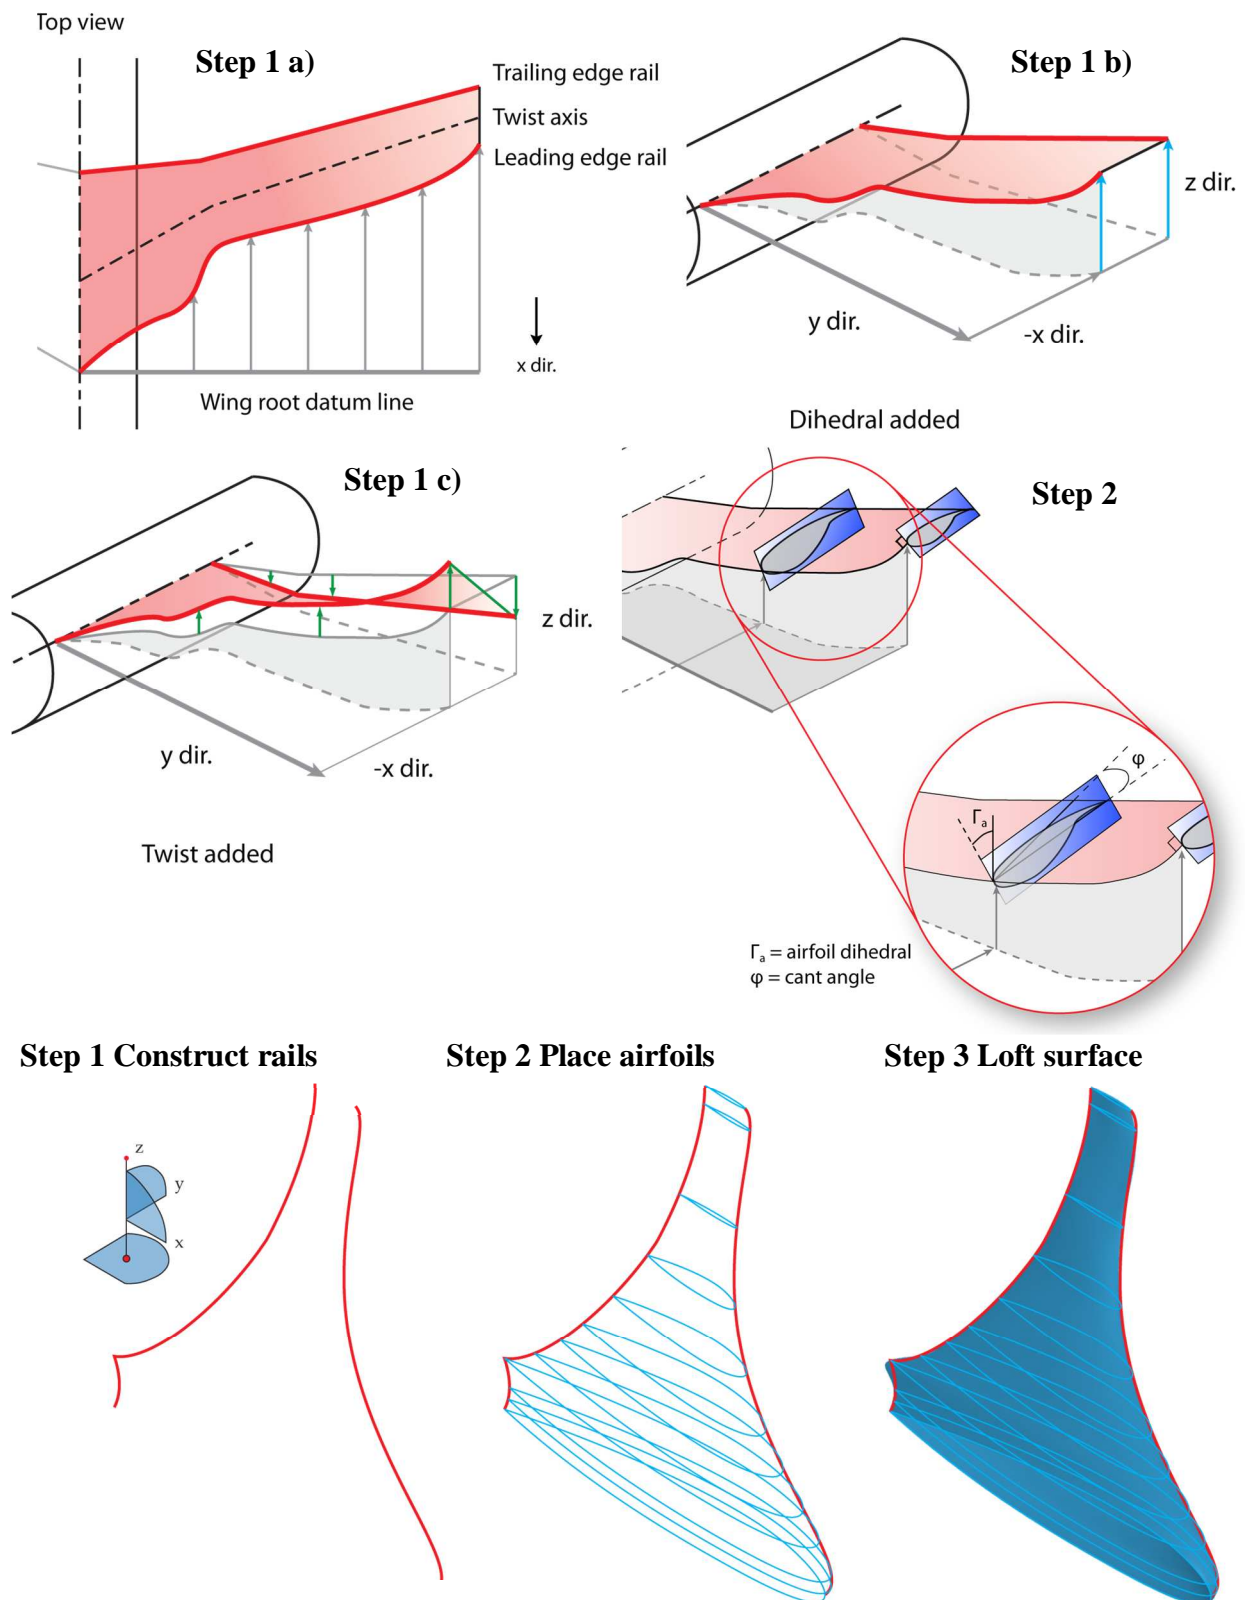 Top view
Step 1 a)
Trailing edge rail
Twist axis
Leading edge rail
x dir.
Wing root datum line
Step 1 b)
z dir.
y dir.
-x dir.
Dihedral added
Step 1 c)
z dir.
y dir.
-x dir.
Twist added
Step 2
φ
Γa
Γa = airfoil dihedral
φ = cant angle
Step 1 Construct rails
Step 2 Place airfoils
Step 3 Loft surface
z
y
x